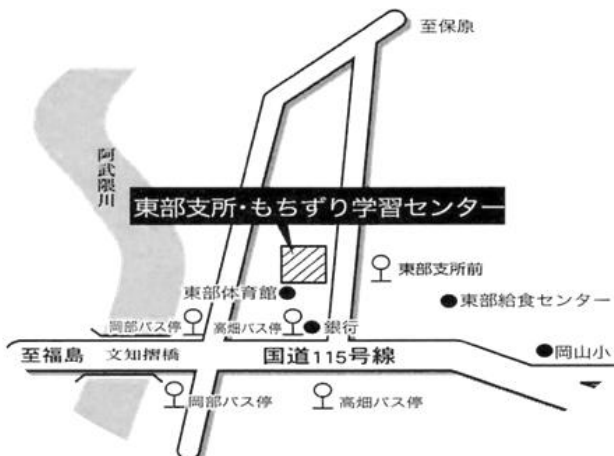 至保原
阿武隈川
東部支所・もちずり学習センター
東部支所前
東部体育館
東部給食センター
岡部バス停
高畑バス停
銀行
岡山小
至福島
文知摺橋
国道115号線
岡部バス停
高畑バス停